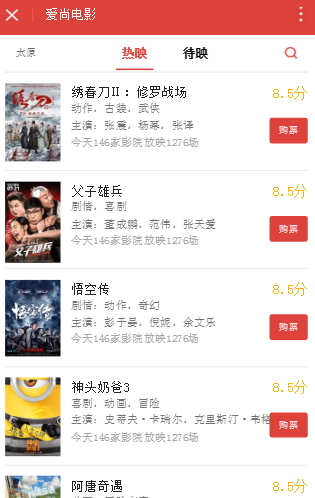 爱尚电影
太原 热映 待映
绣春刀Ⅱ：修罗战场 8.5分
动作，古装，武侠
主演：张震，杨幂，张译 购票
今天146家影院放映1276场
父子雄兵 8.5分
剧情，喜剧
主演：董成鹏，范伟，张天爱 购票
今天146家影院放映1276场
父子雄兵
悟空传 8.5分
剧情：动作，奇幻
主演：彭于晏，倪妮，余文乐 购票
今天146家影院放映1276场
悟空传
神头奶爸3 8.5分
喜剧，动画，冒险
主演：史蒂夫·卡瑞尔，克里斯汀·韦格 购票
今天146家影院放映1276场
阿唐奇遇 8.5分